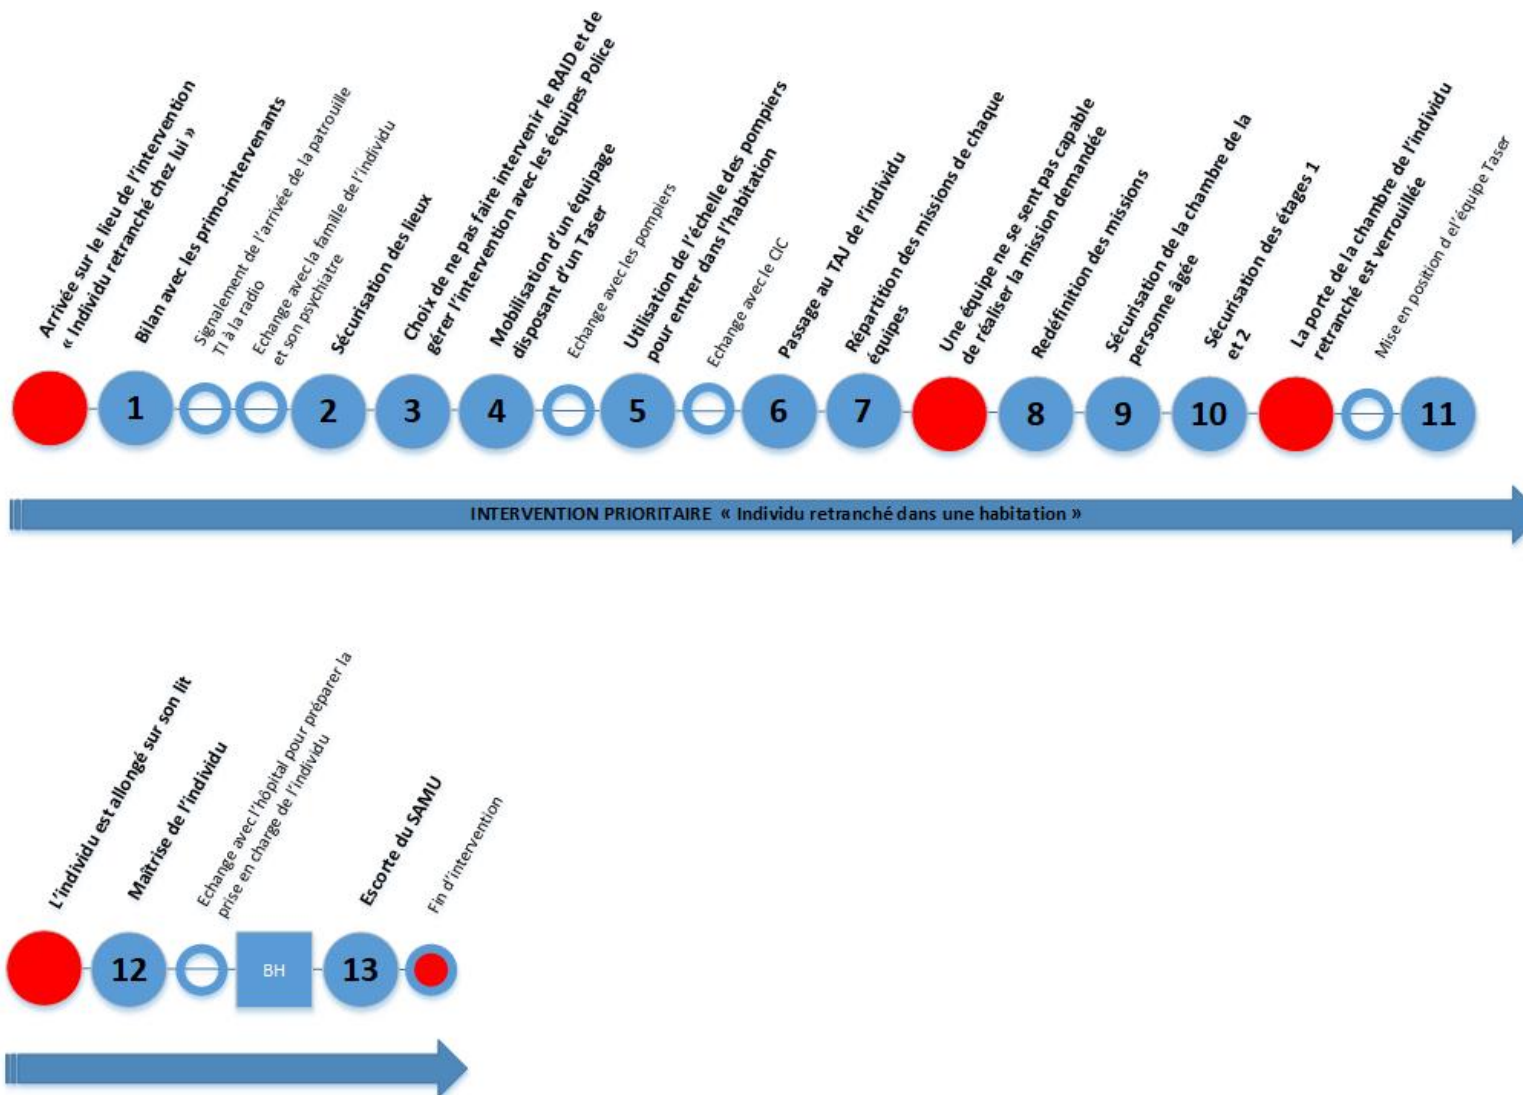 Arrivée sur le lieu de l'intervention
« Individu retranché chez lui »
Bilan avec les primo-intervenants
Signalement de l'arrivée de la patrouille
TI à la radio
Echange avec la famille de l'individu
et son psychiatre
Sécurisation des lieux
Choix de ne pas faire intervenir le RAID et de
gérer l'intervention avec les équipes Police
Mobilisation d'un équipage
disposant d'un Taser
Echange avec les pompiers
Utilisation de l'échelle des pompiers
pour entrer dans l'habitation
Echange avec le CIC
Passage au TAJ de l'individu
Répartition des missions de chaque
équipes
Une équipe ne se sent pas capable
de réaliser la mission demandée
Redéfinition des missions
Sécurisation de la chambre de la
personne âgée
Sécurisation des étages 1
et 2
La porte de la chambre de l'individu
retranché est verrouillée
Mise en position d el'équipe Taser
1
2
3
4
5
6
7
8
9
10
11
INTERVENTION PRIORITAIRE « Individu retranché dans une habitation »
L'individu est allongé sur son lit
Maîtrise de l'individu
Echange avec l'hôpital pour préparer la
prise en charge de l'individu
Escorte du SAMU
Fin d'intervention
12
BH
13